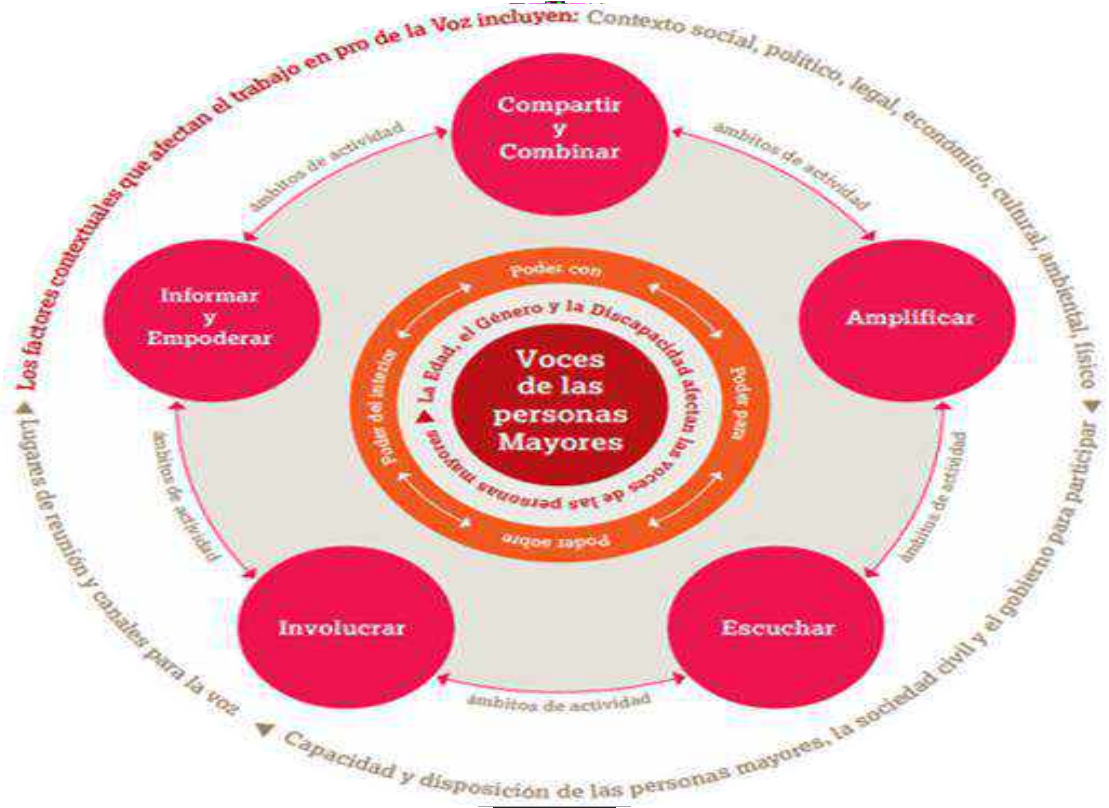 Los factores contextuales que afectan el trabajo en pro de la Voz incluyen: Contexto social, político, legal, económico, cultural, ambiental, físico
Capacidad y disposición de las personas mayores, la sociedad civil y el gobierno para participar
Lugares de reunión y canales para la voz
Compartir
y
Combinar
ámbitos de actividad
Amplificar
ámbitos de actividad
Escuchar
ámbitos de actividad
Involucrar
ámbitos de actividad
Informar
y
Empoderar
ámbitos de actividad
Poder con
Poder para
Poder sobre
Poder del interior
La Edad, el Género y la Discapacidad afectan las voces de las personas mayores
Voces
de las
personas
Mayores